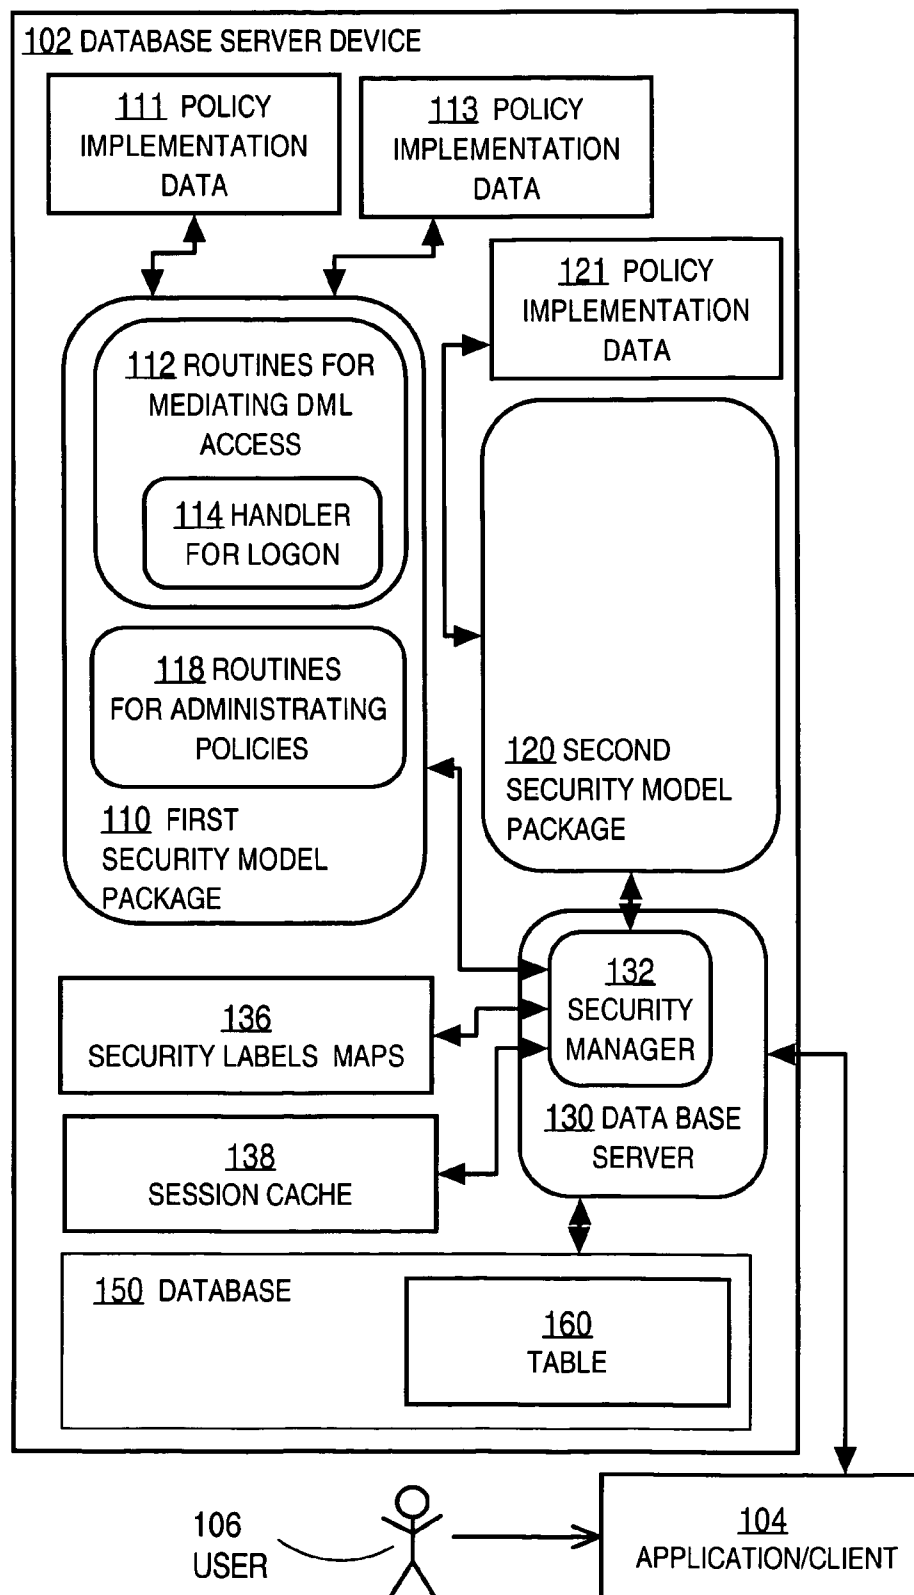 102 DATABASE SERVER DEVICE
111 POLICY
IMPLEMENTATION
DATA
113 POLICY
IMPLEMENTATION
DATA
121 POLICY
IMPLEMENTATION
DATA
112 ROUTINES FOR
MEDIATING DML
ACCESS
114 HANDLER
FOR LOGON
118 ROUTINES
FOR ADMINISTRATING
POLICIES
110 FIRST
SECURITY MODEL
PACKAGE
120 SECOND
SECURITY MODEL
PACKAGE
132
SECURITY
MANAGER
130 DATA BASE
SERVER
136
SECURITY LABELS MAPS
138
SESSION CACHE
150 DATABASE
160
TABLE
106
USER
104
APPLICATION/CLIENT